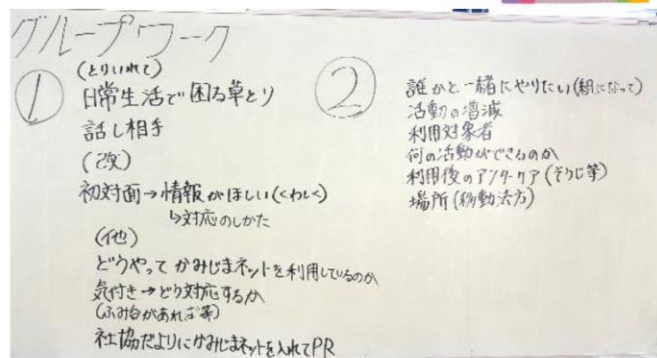 グループワーク
①
(とりいれて)
日常生活で困る草とり
話し相手
(改)
初対面→情報がほしい(くわしく)
↳対応のしかた
(他)
どうやってかみじまネットを利用しているのか
気付き→どう対応するか
(ふみ台があれば等)
社協だよりにかみじまネットを入れてPR
②
誰かと一緒にやりたい(組になって)
活動の増減
利用対象者
何の活動ができるのか
利用後のアフターケア(そうじ等)
場所(移動法方)